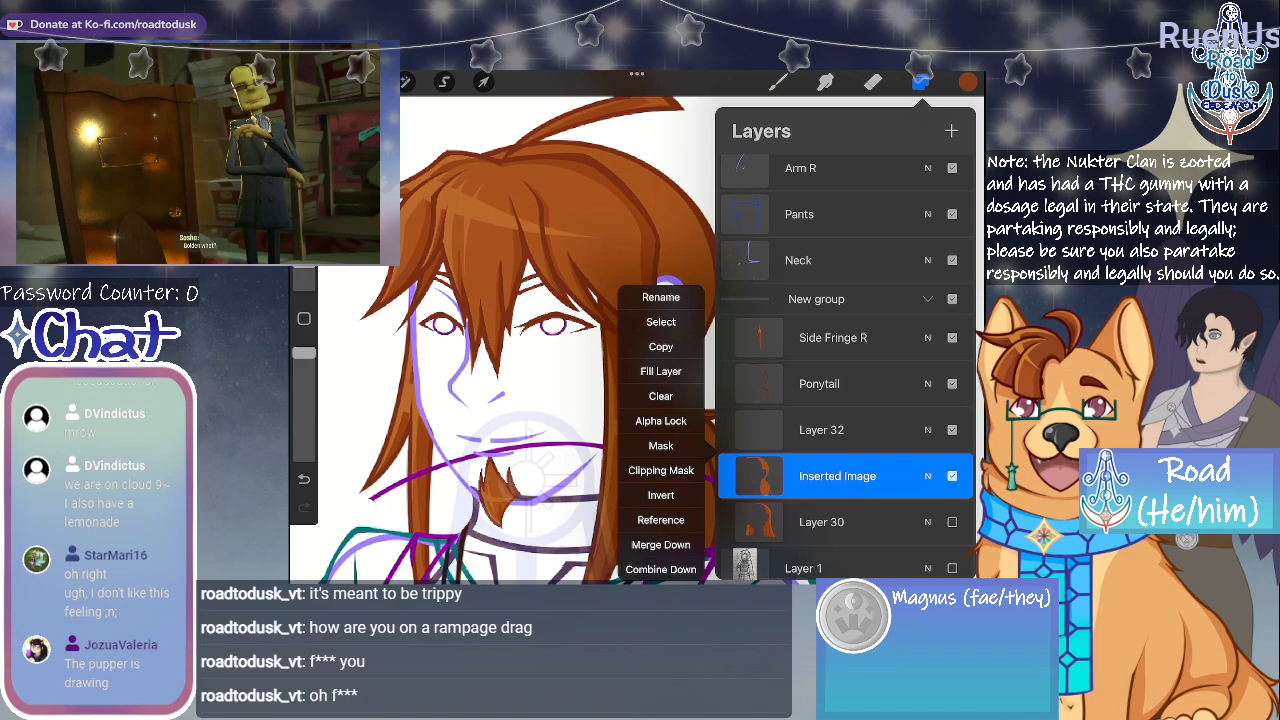 Donate at Ko-fi.com/roadtodusk
Sasha:
Golden what?
Password Counter: 0
Chat
DVindictus
mrow
DVindictus
we are on cloud 9~
I also have a
lemonade
StarMari16
oh right
ugh, I don't like this
feeling ;n;
JozuaValeria
The pupper is
drawing
roadtodusk_vt: it's meant to be trippy
roadtodusk_vt: how are you on a rampage drag
roadtodusk_vt: f*** you
roadtodusk_vt: oh f***
Rename
Select
Copy
Fill Layer
Clear
Alpha Lock
Mask
Clipping Mask
Invert
Reference
Merge Down
Combine Down
Layers
Arm R N
Pants N
Neck N
New group
Side Fringe R N
Ponytail N
Layer 32 N
Inserted Image N
Layer 30 N
Layer 1 N
Road
to
Dusk
Note: the Nukter Clan is zooted
and has had a THC gummy with a
dosage legal in their state. They are
partaking responsibly and legally;
please be sure you also paratake
responsibly and legally should you do so.
Road
(He/him)
Magnus (fae/they)